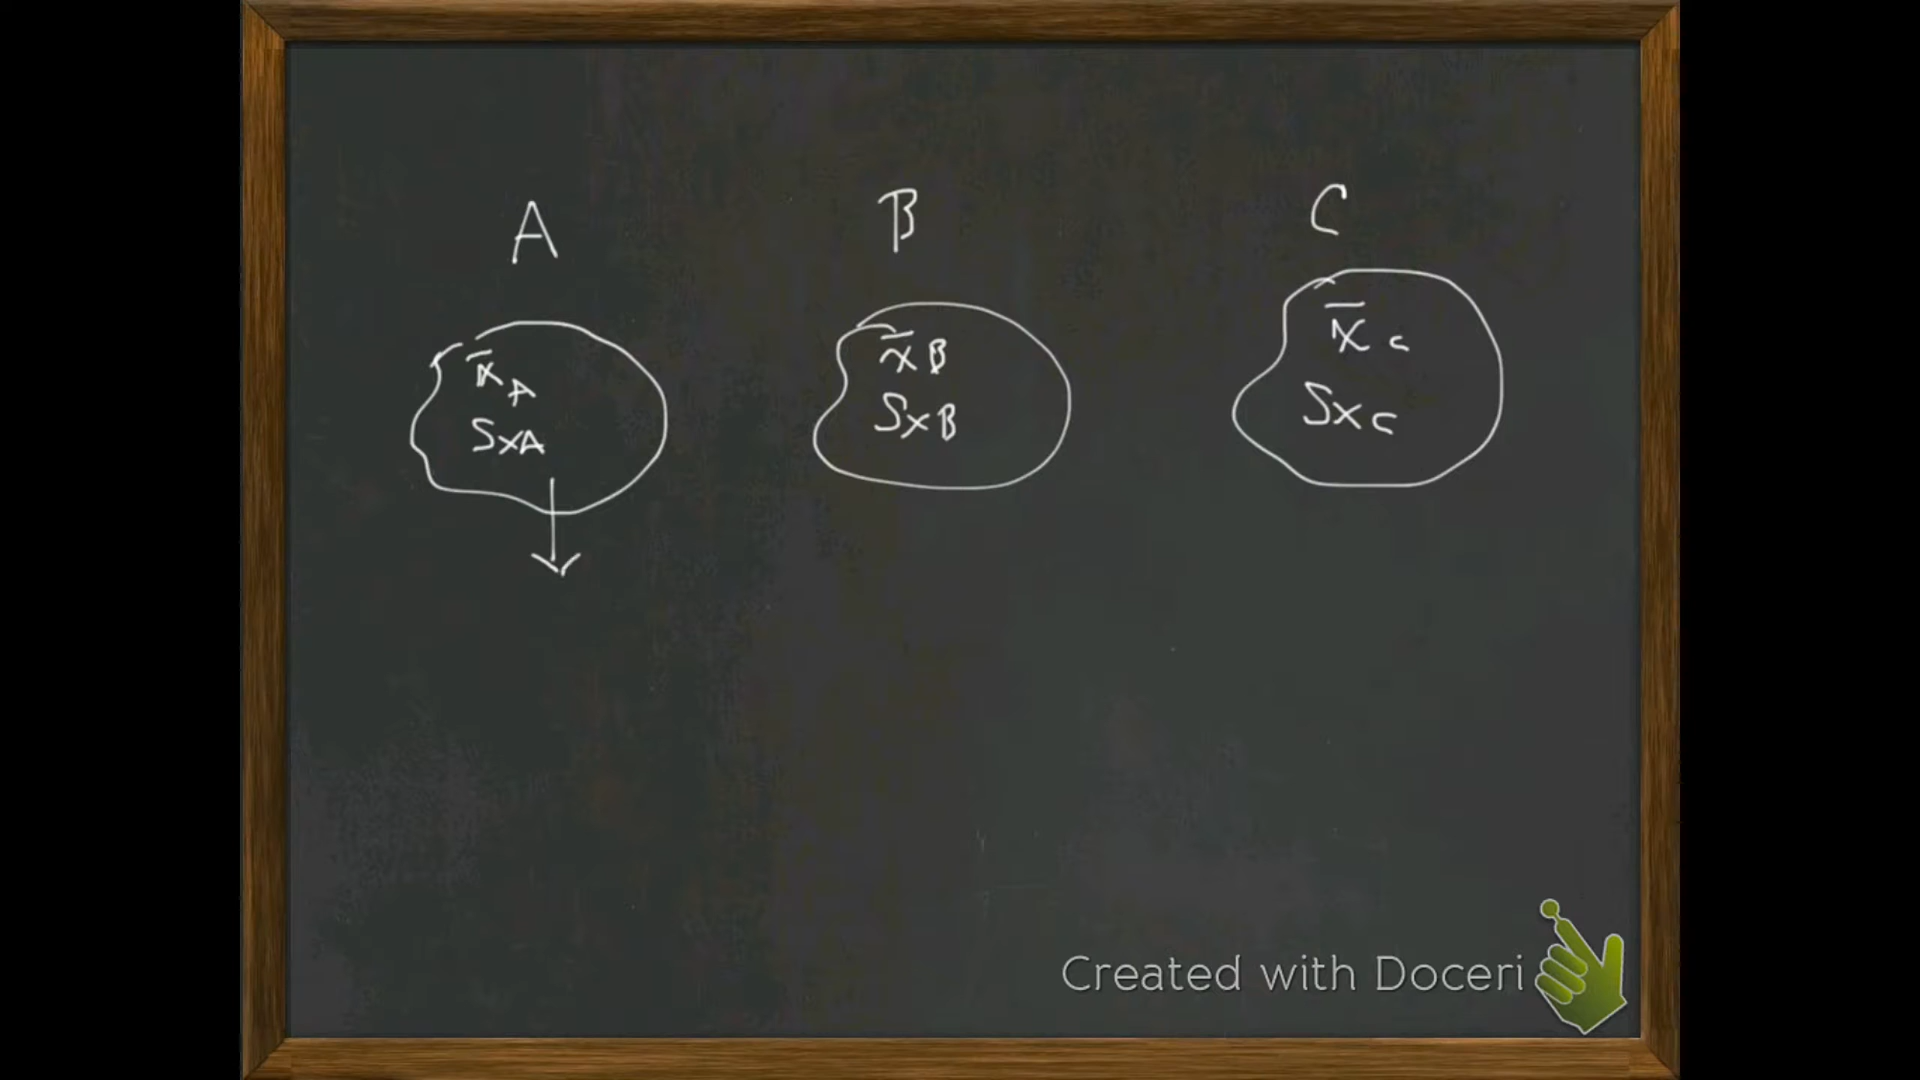 A B C
x̄A x̄B x̄c
SxA SxB Sxc
Created with Doceri